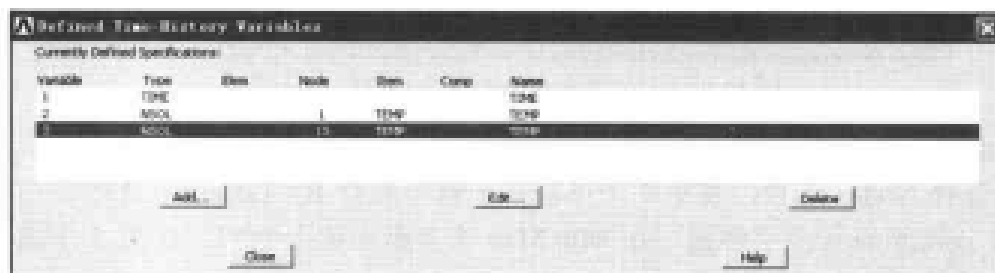 Defined Time-History Variables
Currently Defined Specifications:
Variable Type Elem Node Item Comp Name
1 TIME TIME
2 NSOL 1 TEMP TEMP
3 NSOL 13 TEMP TEMP
Add... Edit... Delete
Close Help